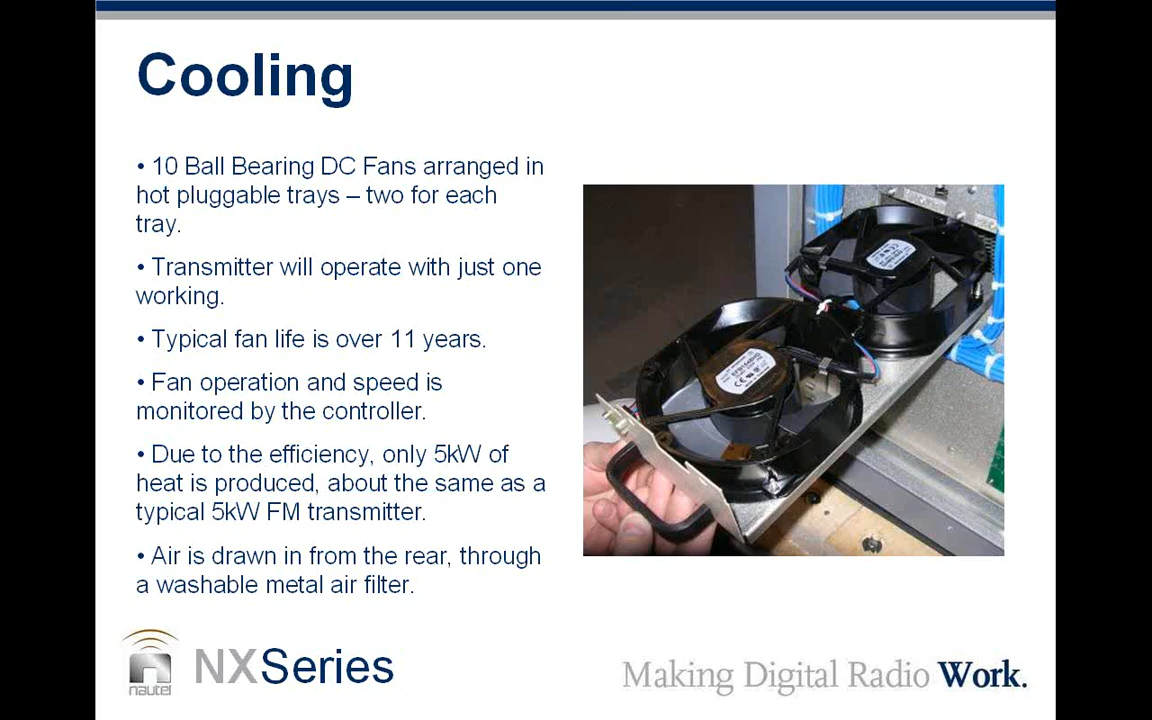 Cooling
• 10 Ball Bearing DC Fans arranged in
hot pluggable trays – two for each
tray.
• Transmitter will operate with just one
working.
• Typical fan life is over 11 years.
• Fan operation and speed is
monitored by the controller.
• Due to the efficiency, only 5kW of
heat is produced, about the same as a
typical 5kW FM transmitter.
• Air is drawn in from the rear, through
a washable metal air filter.
nautel
NXSeries
Making Digital Radio Work.